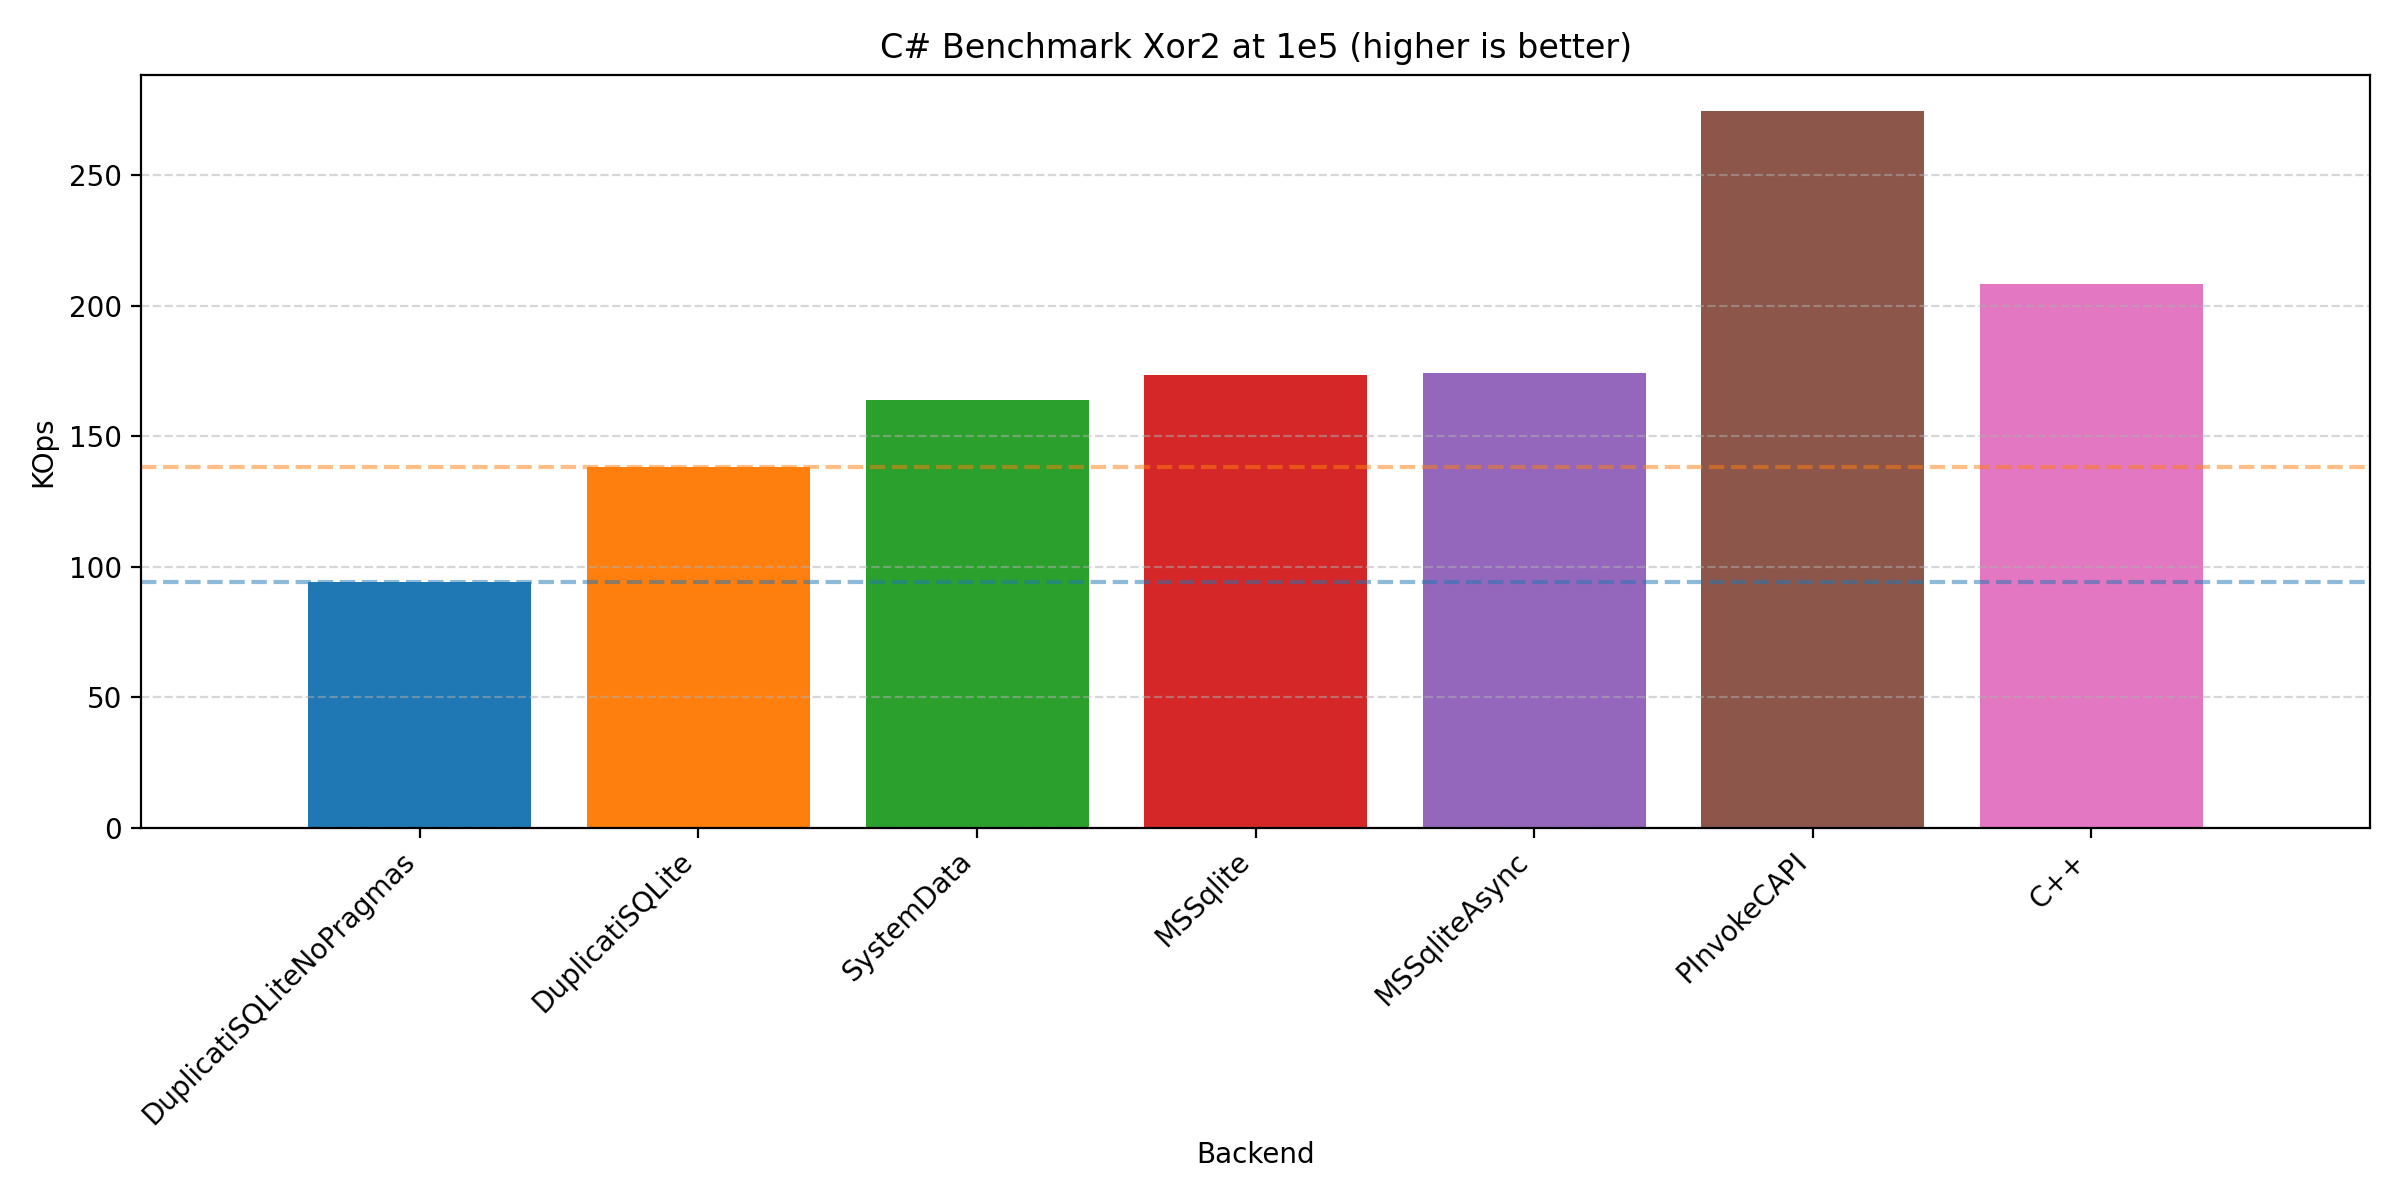 C# Benchmark Xor2 at 1e5 (higher is better)
KOps
250
200
150
100
50
0
DuplicatiSQLiteNoPragmas
DuplicatiSQLite
SystemData
MSSqlite
MSSqliteAsync
PInvokeCAPI
C++
Backend